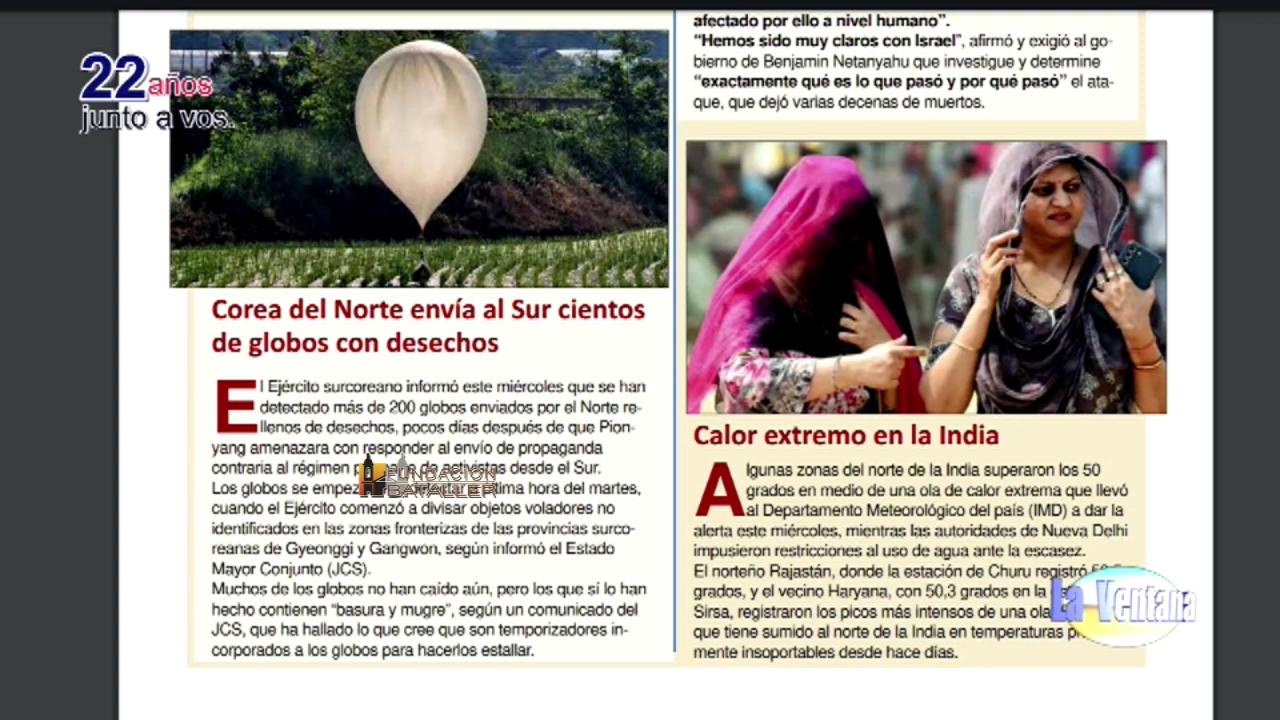 22 años
junto a vos.
Corea del Norte envía al Sur cientos
de globos con desechos
El Ejército surcoreano informó este miércoles que se han
detectado más de 200 globos enviados por el Norte re-
llenos de desechos, pocos días después de que Pion-
yang amenazara con responder al envío de propaganda
contraria al régimen de activistas desde el Sur.
Los globos se última hora del martes,
cuando el Ejército comenzó a divisar objetos voladores no
identificados en las zonas fronterizas de las provincias surco-
reanas de Gyeonggi y Gangwon, según informó el Estado
Mayor Conjunto (JCS).
Muchos de los globos no han caído aún, pero los que sí lo han
hecho contienen “basura y mugre”, según un comunicado del
JCS, que ha hallado lo que cree que son temporizadores in-
corporados a los globos para hacerlos estallar.
FUNDACION
BATALLER
afectado por ello a nivel humano”.
“Hemos sido muy claros con Israel”, afirmó y exigió al go-
bierno de Benjamin Netanyahu que investigue y determine
“exactamente qué es lo que pasó y por qué pasó” el ata-
que, que dejó varias decenas de muertos.
Calor extremo en la India
Algunas zonas del norte de la India superaron los 50
grados en medio de una ola de calor extrema que llevó
al Departamento Meteorológico del país (IMD) a dar la
alerta este miércoles, mientras las autoridades de Nueva Delhi
impusieron restricciones al uso de agua ante la escasez.
El norteño Rajastán, donde la estación de Churu registró
grados, y el vecino Haryana, con 50,3 grados en la
Sirsa, registraron los picos más intensos de una ola
que tiene sumido al norte de la India en temperaturas
mente insoportables desde hace días.
La Ventana